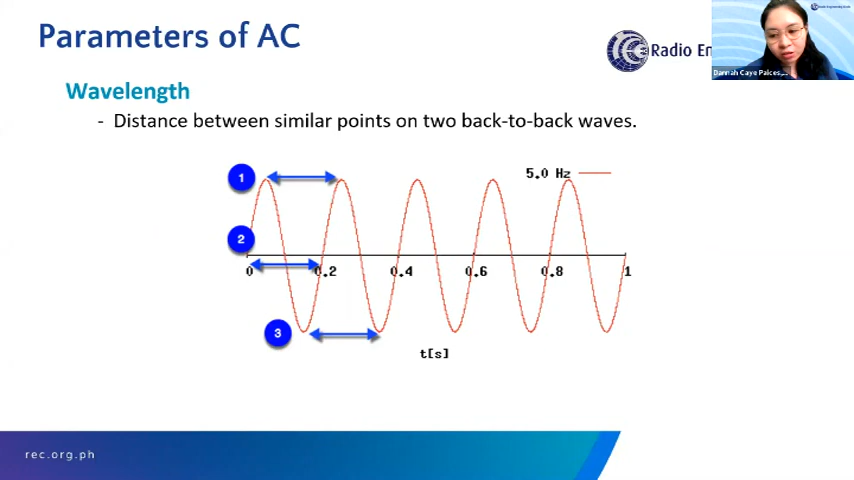 Parameters of AC
Radio En
Dannah Caye Palces
Wavelength
- Distance between similar points on two back-to-back waves.
5.0 Hz
1
2
0 0.2 0.4 0.6 0.8 1
3
t[s]
rec.org.ph